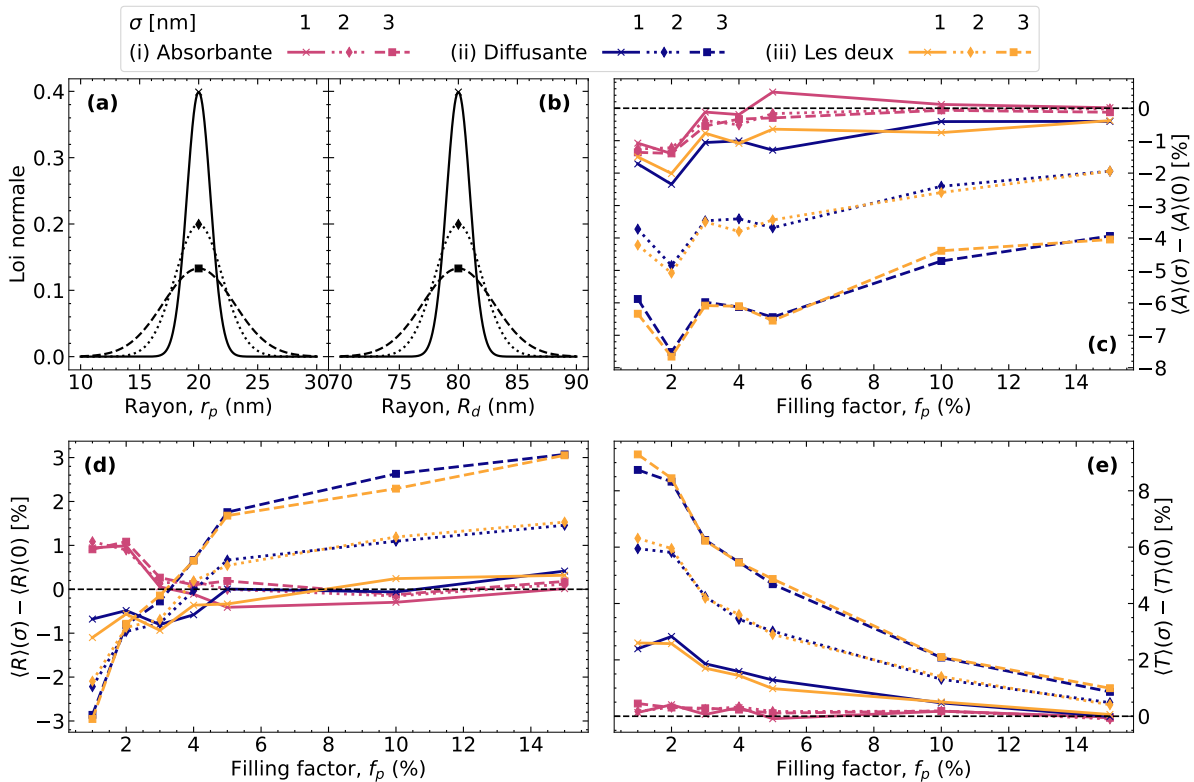 σ [nm] 1 2 3 1 2 3 1 2 3
(i) Absorbante (ii) Diffusante (iii) Les deux
(a)
0.4
0.3
0.2
0.1
0.0
Loi normale
10 15 20 25 30
Rayon, r_p (nm)
(b)
70 75 80 85 90
Rayon, R_d (nm)
0
−1
−2
−3
−4
−5
−6
−7
−8
⟨A⟩(σ) − ⟨A⟩(0) [%]
(c)
2 4 6 8 10 12 14
Filling factor, f_p (%)
(d)
3
2
1
0
−1
−2
−3
⟨R⟩(σ) − ⟨R⟩(0) [%]
2 4 6 8 10 12 14
Filling factor, f_p (%)
(e)
8
6
4
2
0
⟨T⟩(σ) − ⟨T⟩(0) [%]
2 4 6 8 10 12 14
Filling factor, f_p (%)